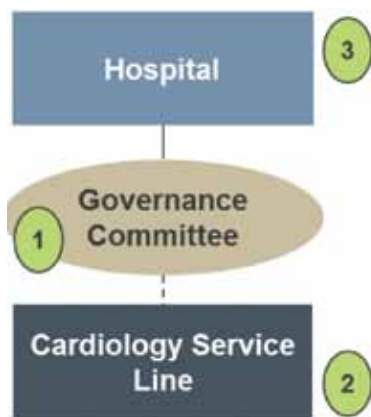 Hospital
3
Governance
Committee
1
Cardiology Service
Line
2